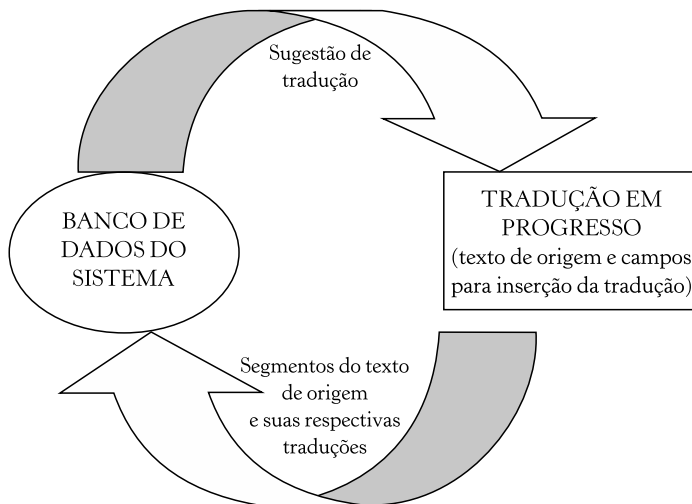 Sugestão de
tradução
BANCO DE
DADOS DO
SISTEMA
TRADUÇÃO EM
PROGRESSO
(texto de origem e campos
para inserção da tradução)
Segmentos do texto
de origem
e suas respectivas
traduções